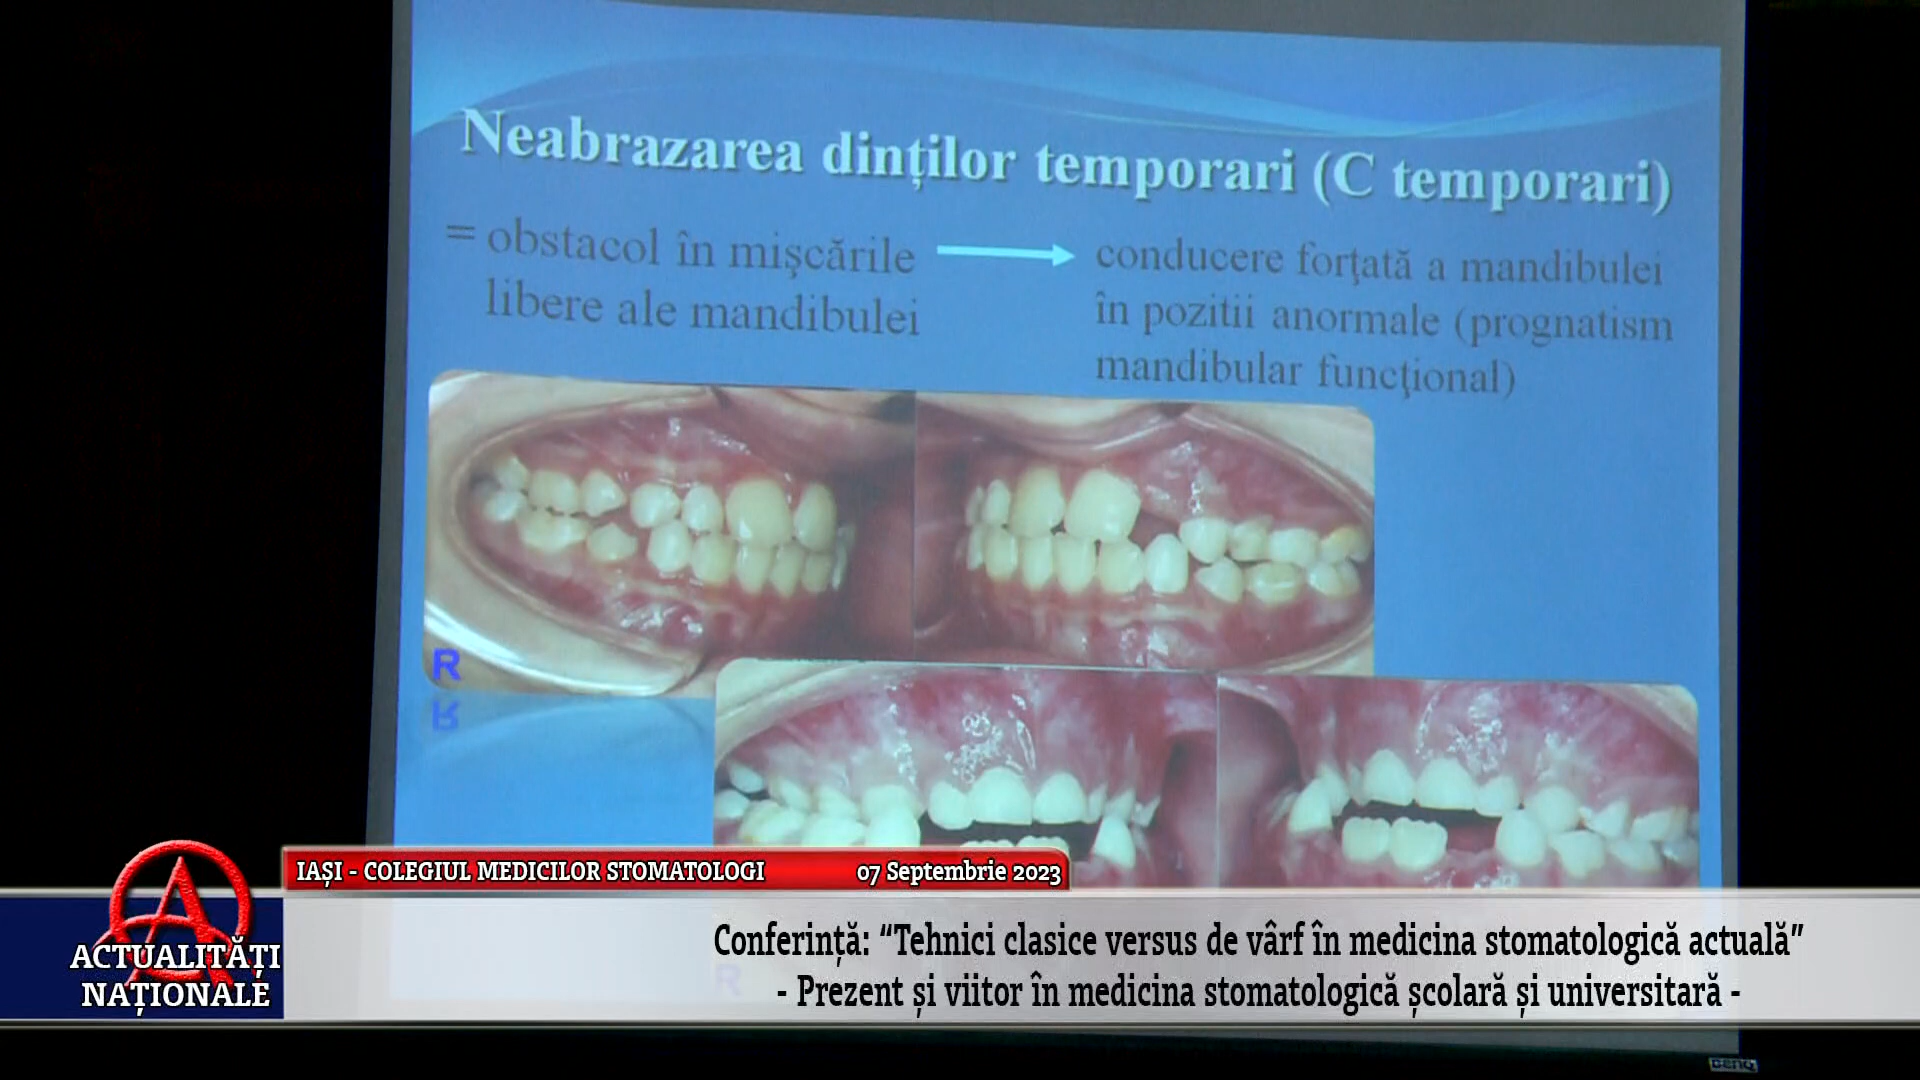 Neabrazarea dinților temporari (C temporari)
= obstacol în mişcările
libere ale mandibulei
conducere forţată a mandibulei
în pozitii anormale (prognatism
mandibular funcţional)
R
R
R
IAȘI - COLEGIUL MEDICILOR STOMATOLOGI
07 Septembrie 2023
A
ACTUALITĂȚI
NAȚIONALE
Conferință: “Tehnici clasice versus de vârf în medicina stomatologică actuală”
- Prezent și viitor în medicina stomatologică școlară și universitară -
BENQ